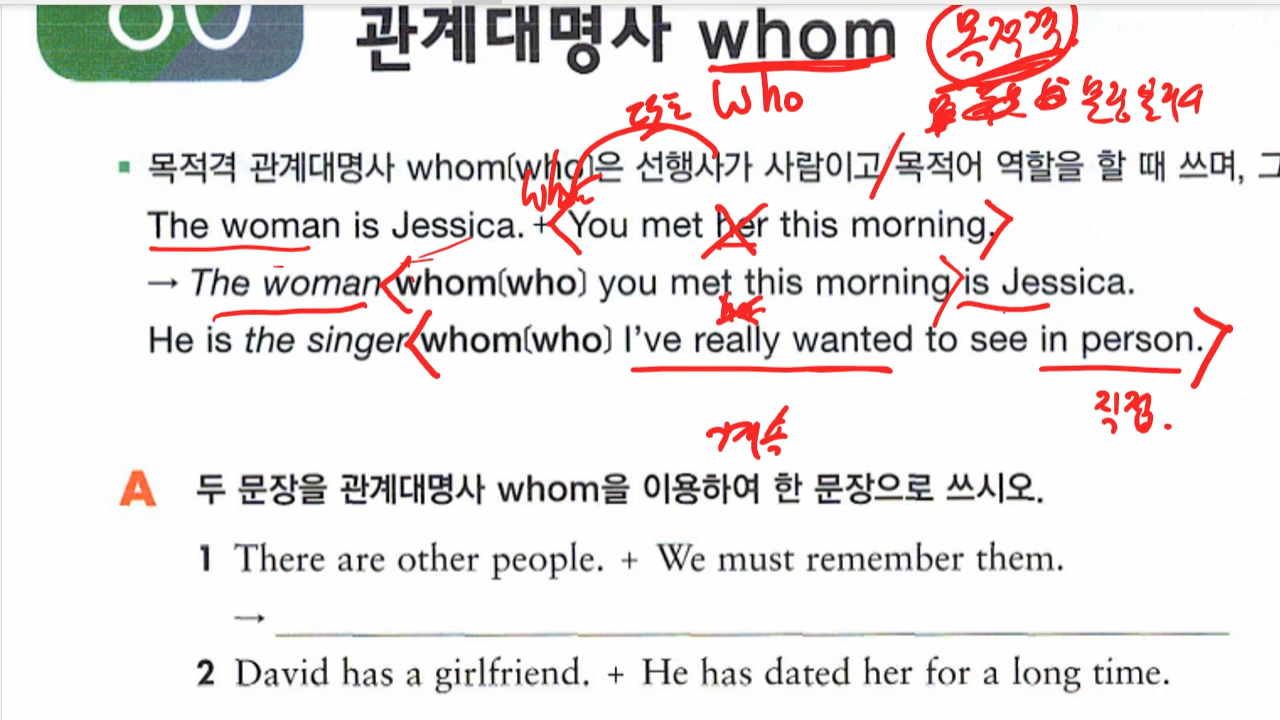 관계대명사 whom 목적격
who
목적격 관계대명사 whom(who)은 선행사가 사람이고 목적어 역할을 할 때 쓰며, 그
The woman is Jessica. + You met her this morning.
→ The woman whom(who) you met this morning is Jessica.
He is the singer whom(who) I've really wanted to see in person.
계속 직접.
A 두 문장을 관계대명사 whom을 이용하여 한 문장으로 쓰시오.
1 There are other people. + We must remember them.
→
2 David has a girlfriend. + He has dated her for a long time.